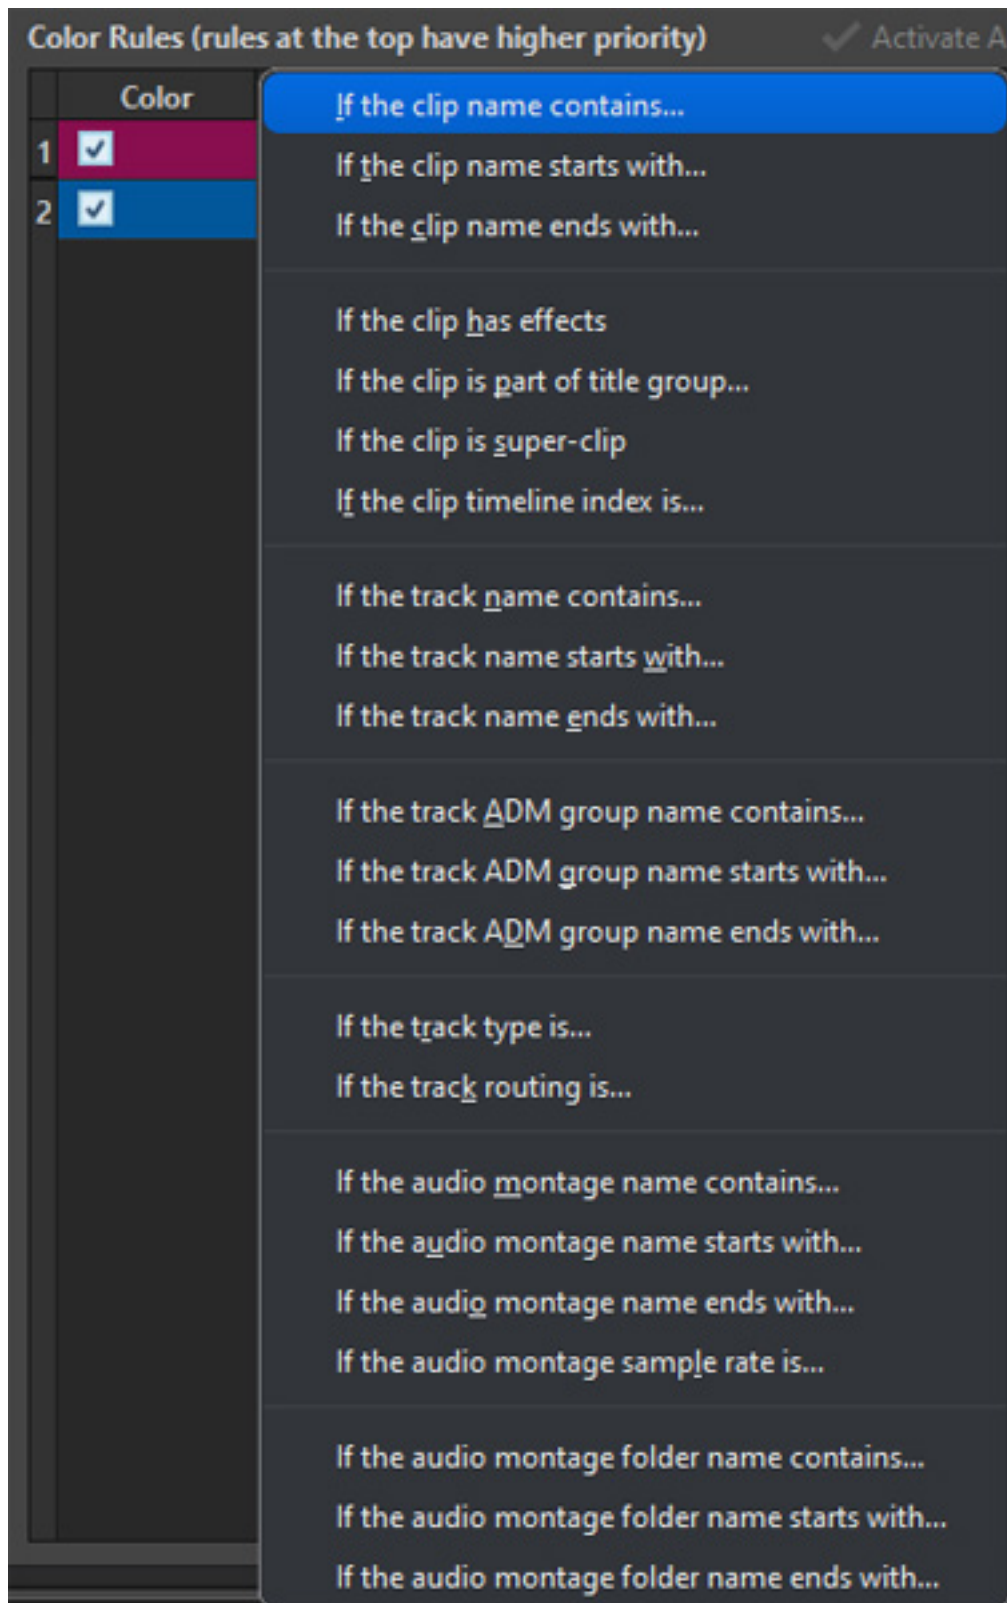 Color Rules (rules at the top have higher priority) Activate A
Color
1
2
If the clip name contains...
If the clip name starts with...
If the clip name ends with...
If the clip has effects
If the clip is part of title group...
If the clip is super-clip
If the clip timeline index is...
If the track name contains...
If the track name starts with...
If the track name ends with...
If the track ADM group name contains...
If the track ADM group name starts with...
If the track ADM group name ends with...
If the track type is...
If the track routing is...
If the audio montage name contains...
If the audio montage name starts with...
If the audio montage name ends with...
If the audio montage sample rate is...
If the audio montage folder name contains...
If the audio montage folder name starts with...
If the audio montage folder name ends with...